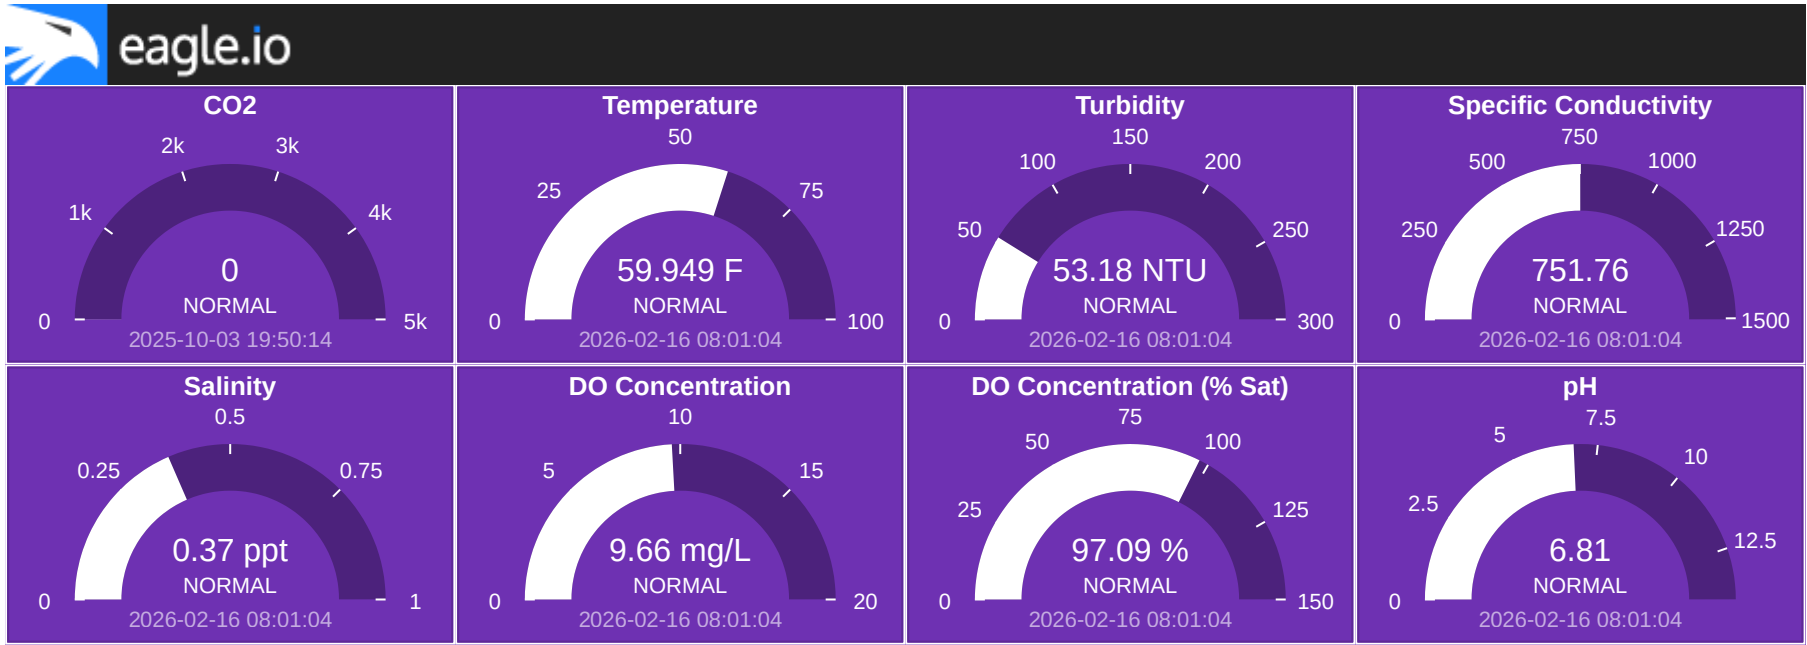 eagle.io
CO2
0
1k
2k
3k
4k
5k
0
NORMAL
2025-10-03 19:50:14
Temperature
0
25
50
75
100
59.949 F
NORMAL
2026-02-16 08:01:04
Turbidity
0
50
100
150
200
250
300
53.18 NTU
NORMAL
2026-02-16 08:01:04
Specific Conductivity
0
250
500
750
1000
1250
1500
751.76
NORMAL
2026-02-16 08:01:04
Salinity
0
0.25
0.5
0.75
1
0.37 ppt
NORMAL
2026-02-16 08:01:04
DO Concentration
0
5
10
15
20
9.66 mg/L
NORMAL
2026-02-16 08:01:04
DO Concentration (% Sat)
0
25
50
75
100
125
150
97.09 %
NORMAL
2026-02-16 08:01:04
pH
0
2.5
5
7.5
10
12.5
6.81
NORMAL
2026-02-16 08:01:04